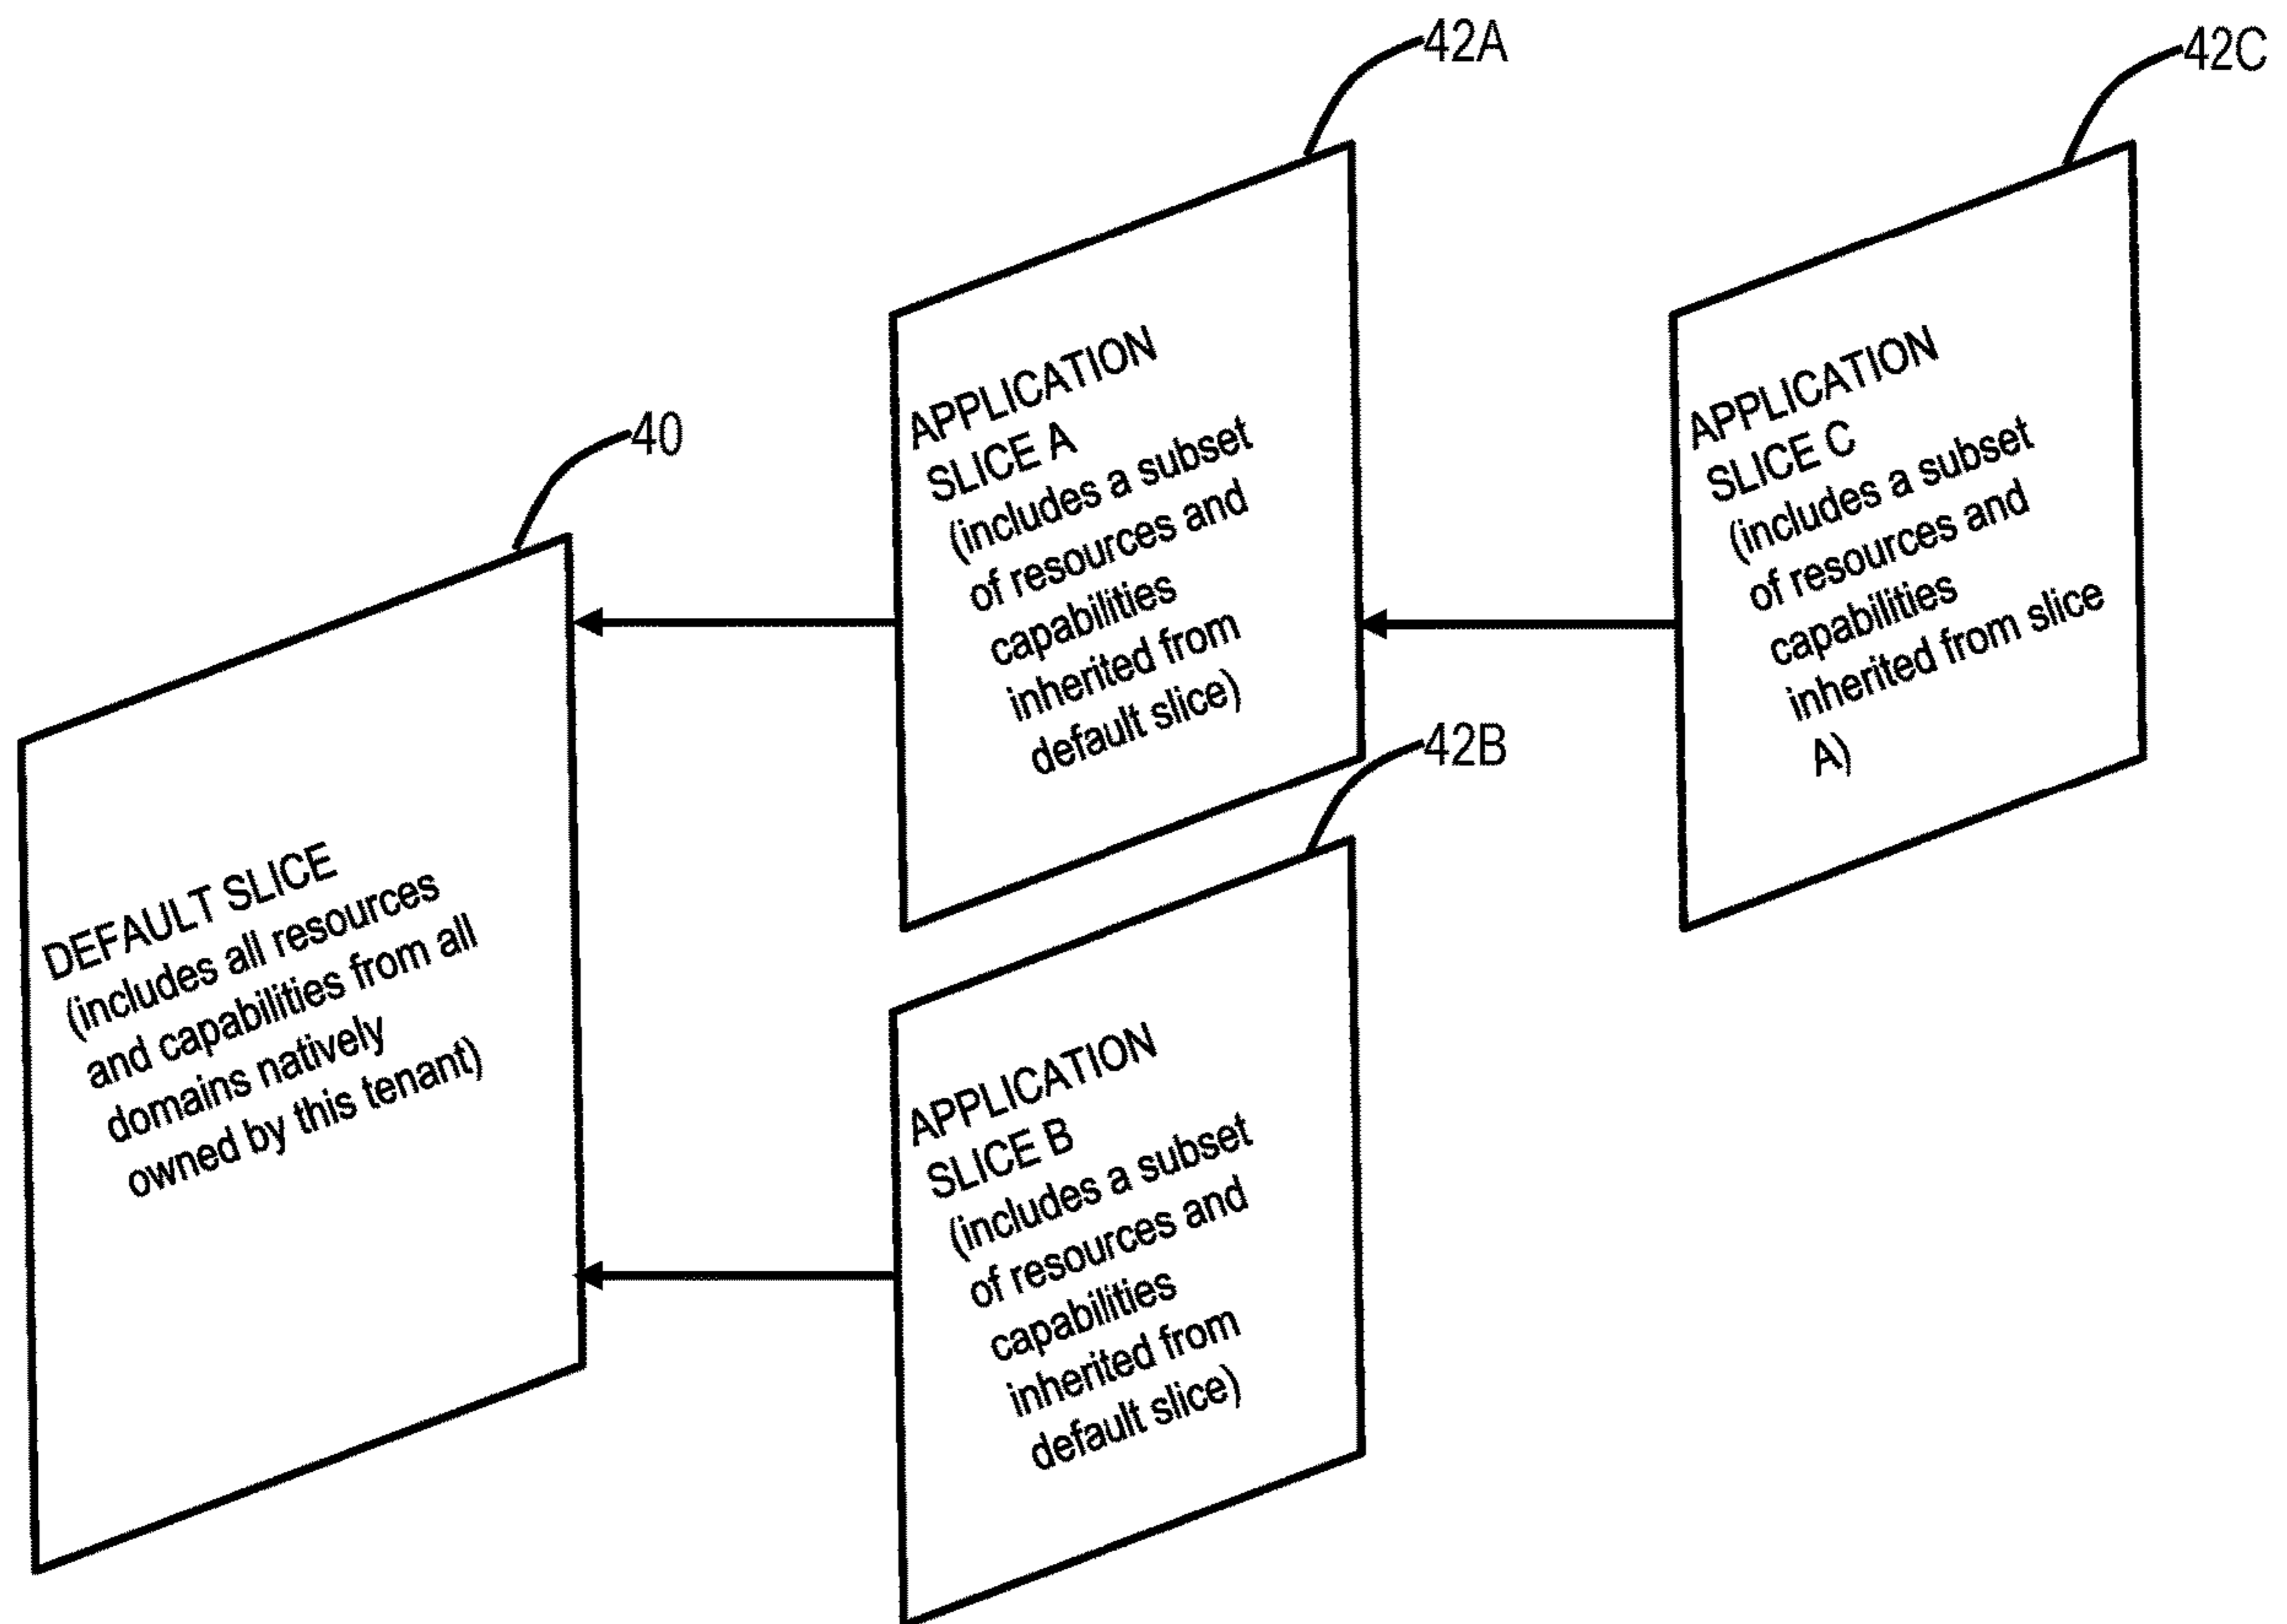 42A
42C
40
APPLICATION
SLICE A
(includes a subset
of resources and
capabilities
inherited from
default slice)
APPLICATION
SLICE C
(includes a subset
of resources and
capabilities
inherited from slice
A)
42B
DEFAULT SLICE
(includes all resources
and capabilities from all
domains natively
owned by this tenant)
APPLICATION
SLICE B
(includes a subset
of resources and
capabilities
inherited from
default slice)